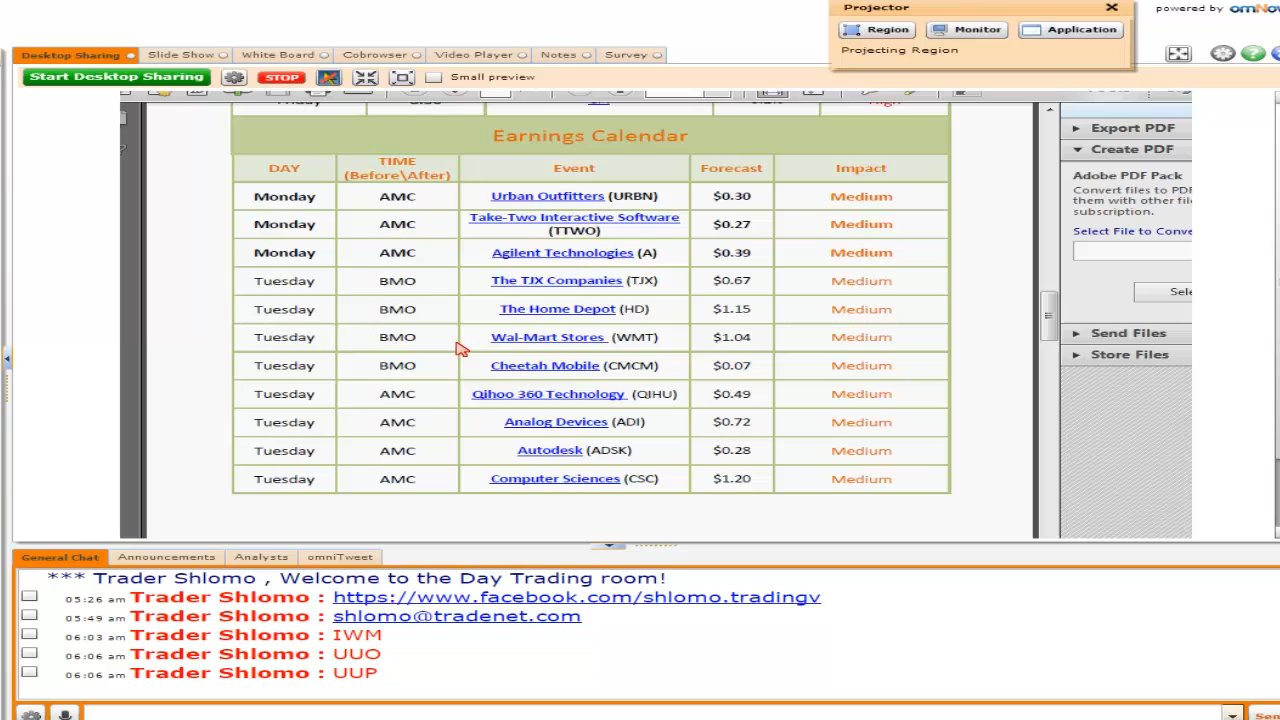 Projector
powered by
Region Monitor Application
Projecting Region
Desktop Sharing Slide Show White Board Cobrowser Video Player Notes Survey
Start Desktop Sharing STOP Small preview
Friday High
Earnings Calendar
DAY TIME (Before\After) Event Forecast Impact
Monday AMC Urban Outfitters (URBN) $0.30 Medium
Monday AMC Take-Two Interactive Software (TTWO) $0.27 Medium
Monday AMC Agilent Technologies (A) $0.39 Medium
Tuesday BMO The TJX Companies (TJX) $0.67 Medium
Tuesday BMO The Home Depot (HD) $1.15 Medium
Tuesday BMO Wal-Mart Stores (WMT) $1.04 Medium
Tuesday BMO Cheetah Mobile (CMCM) $0.07 Medium
Tuesday AMC Qihoo 360 Technology (QIHU) $0.49 Medium
Tuesday AMC Analog Devices (ADI) $0.72 Medium
Tuesday AMC Autodesk (ADSK) $0.28 Medium
Tuesday AMC Computer Sciences (CSC) $1.20 Medium
Export PDF
Create PDF
Adobe PDF Pack
Convert files to PDF
them with other file
subscription.
Select File to Conve
Sele
Send Files
Store Files
General Chat Announcements Analysts omniTweet
*** Trader Shlomo , Welcome to the Day Trading room!
05:26 am Trader Shlomo : https://www.facebook.com/shlomo.tradingv
05:49 am Trader Shlomo : shlomo@tradenet.com
06:03 am Trader Shlomo : IWM
06:06 am Trader Shlomo : UUO
06:06 am Trader Shlomo : UUP